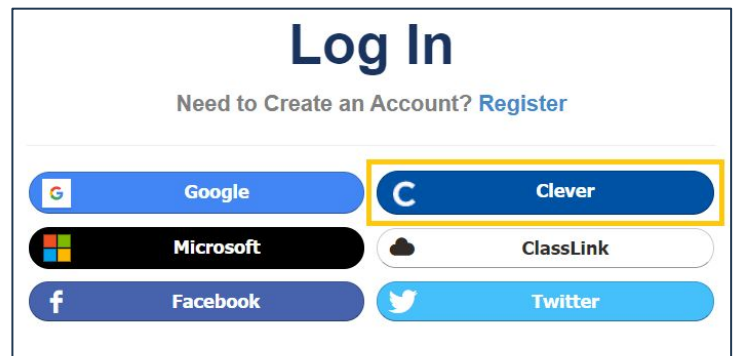 Log In
Need to Create an Account? Register
Google Clever
Microsoft ClassLink
Facebook Twitter